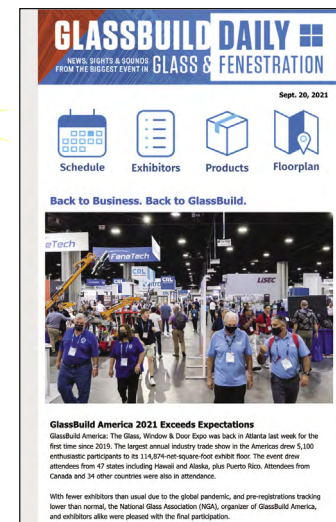 GLASSBUILD DAILY
NEWS, SIGHTS & SOUNDS
FROM THE BIGGEST EVENT IN GLASS & FENESTRATION
Sept. 20, 2021
Schedule Exhibitors Products Floorplan
Back to Business. Back to GlassBuild.
eTech
FeneTech
CRL
CRL
LiSEC
GlassBuild America 2021 Exceeds Expectations
GlassBuild America: The Glass, Window & Door Expo was back in Atlanta last week for the
first time since 2019. The largest annual industry trade show in the Americas drew 5,100
enthusiastic participants to its 114,874-net-square-foot exhibit floor. The event drew
attendees from 47 states including Hawaii and Alaska, plus Puerto Rico. Attendees from
Canada and 34 other countries were also in attendance.
With fewer exhibitors than usual due to the global pandemic, and pre-registrations tracking
lower than normal, the National Glass Association (NGA), organizer of GlassBuild America,
and exhibitors alike were pleased with the final participation.